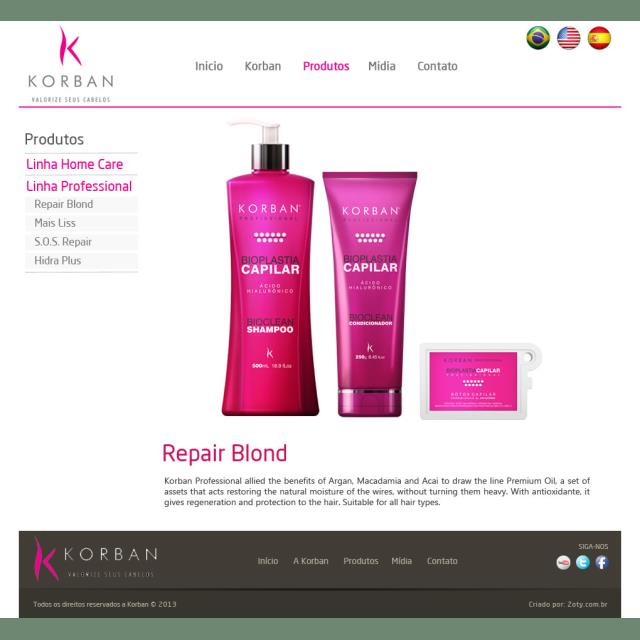 KORBAN
VALORIZE SEUS CABELOS
Inicio Korban Produtos Midia Contato
Produtos
Linha Home Care
Linha Professional
Repair Blond
Mais Liss
S.O.S. Repair
Hidra Plus
KORBAN
PROFISSIONAL
BIOPLASTIA
CAPILAR
ÁCIDO
HIALURÔNICO
BIOCLEAN
SHAMPOO
500mL 16.9 fl.oz
KORBAN
PROFISSIONAL
BIOPLASTIA
CAPILAR
ÁCIDO
HIALURÔNICO
BIOCLEAN
CONDICIONADOR
250g 8.45 fl.oz
KORBAN
BIOPLASTIACAPILAR
PROFISSIONAL
BOTOX CAPILAR
Repair Blond
Korban Professional allied the benefits of Argan, Macadamia and Acai to draw the line Premium Oil, a set of
assets that acts restoring the natural moisture of the wires, without turning them heavy. With antioxidante, it
gives regeneration and protection to the hair. Suitable for all hair types.
KORBAN
VALORIZE SEUS CABELOS
Início A Korban Produtos Mídia Contato
SIGA-NOS
Todos os direitos reservados a Korban © 2013
Criado por: Zoty.com.br